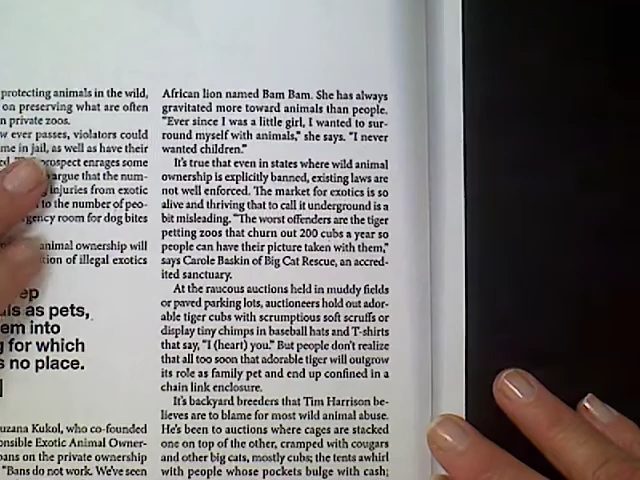 protecting animals in the wild,
on preserving what are often
n private zoos.
w ever passes, violators could
me in jail, as well as have their
prospect enrages some
argue that the num-
injuries from exotic
to the number of peo-
gency room for dog bites
animal ownership will
tion of illegal exotics
ep
als as pets,
em into
g for which
s no place.
uzana Kukol, who co-founded
onsible Exotic Animal Owner-
bans on the private ownership
"Bans do not work. We've seen
African lion named Bam Bam. She has always
gravitated more toward animals than people.
"Ever since I was a little girl, I wanted to sur-
round myself with animals," she says. "I never
wanted children."
It's true that even in states where wild animal
ownership is explicitly banned, existing laws are
not well enforced. The market for exotics is so
alive and thriving that to call it underground is a
bit misleading. "The worst offenders are the tiger
petting zoos that churn out 200 cubs a year so
people can have their picture taken with them,"
says Carole Baskin of Big Cat Rescue, an accred-
ited sanctuary.
At the raucous auctions held in muddy fields
or paved parking lots, auctioneers hold out ador-
able tiger cubs with scrumptious soft scruffs or
display tiny chimps in baseball hats and T-shirts
that say, "I (heart) you." But people don't realize
that all too soon that adorable tiger will outgrow
its role as family pet and end up confined in a
chain link enclosure.
It's backyard breeders that Tim Harrison be-
lieves are to blame for most wild animal abuse.
He's been to auctions where cages are stacked
one on top of the other, cramped with cougars
and other big cats, mostly cubs; the tents awhirl
with people whose pockets bulge with cash;